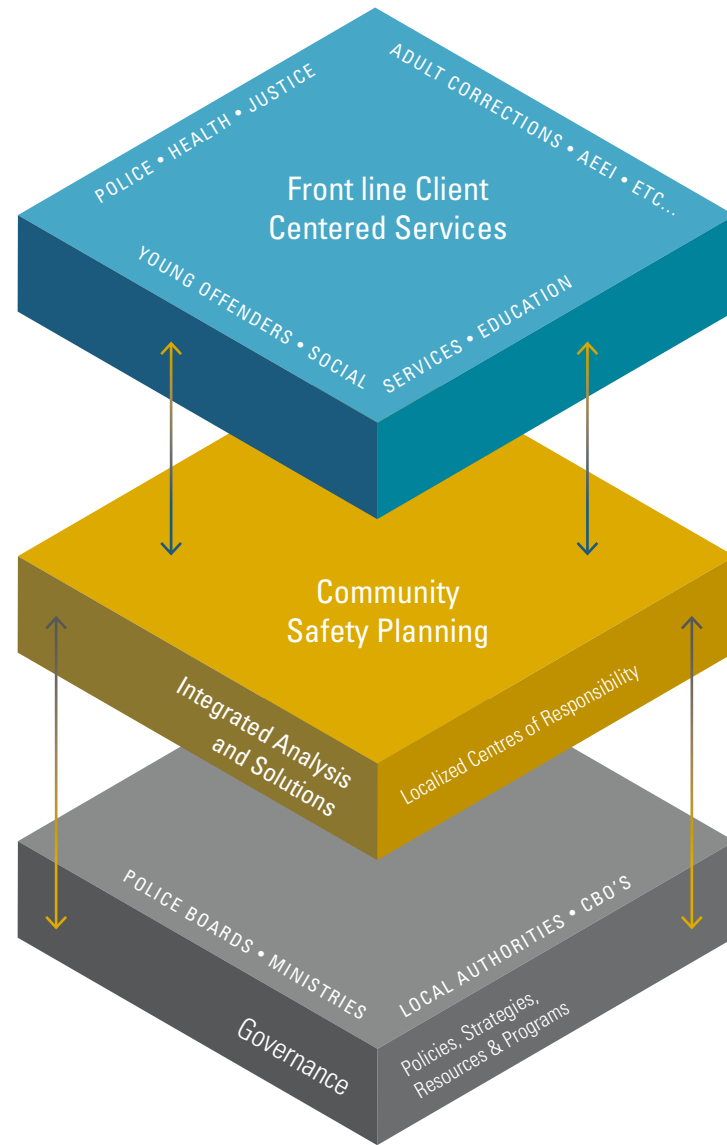 POLICE • HEALTH • JUSTICE
ADULT CORRECTIONS • AEEI • ETC...
Front line Client
Centered Services
YOUNG OFFENDERS • SOCIAL
SERVICES • EDUCATION
Community
Safety Planning
Integrated Analysis
and Solutions
Localized Centres of Responsibility
POLICE BOARDS • MINISTRIES
LOCAL AUTHORITIES • CBO'S
Governance
Policies, Strategies,
Resources & Programs